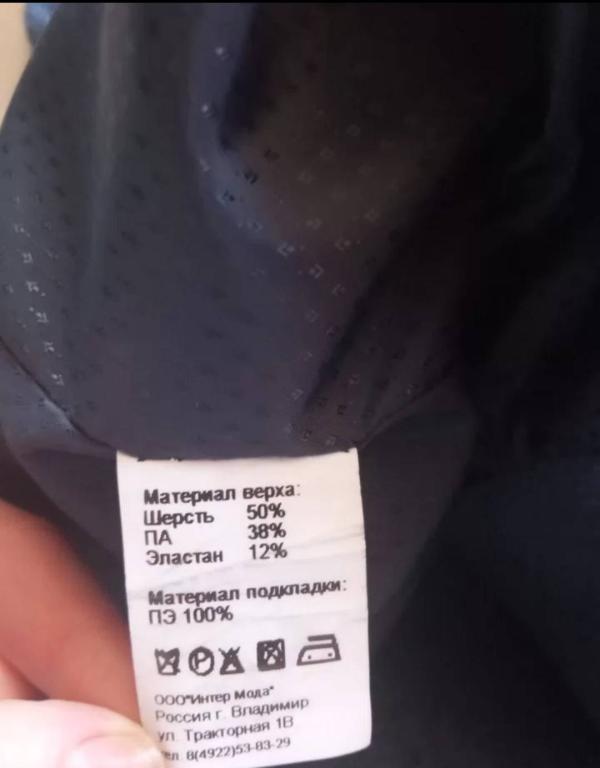 Материал верха:
Шерсть 50%
ПА 38%
Эластан 12%
Материал подкладки:
ПЭ 100%
P
ООО"Интер Мода"
Россия г. Владимир
ул. Тракторная 1В
8(4922)53-83-29